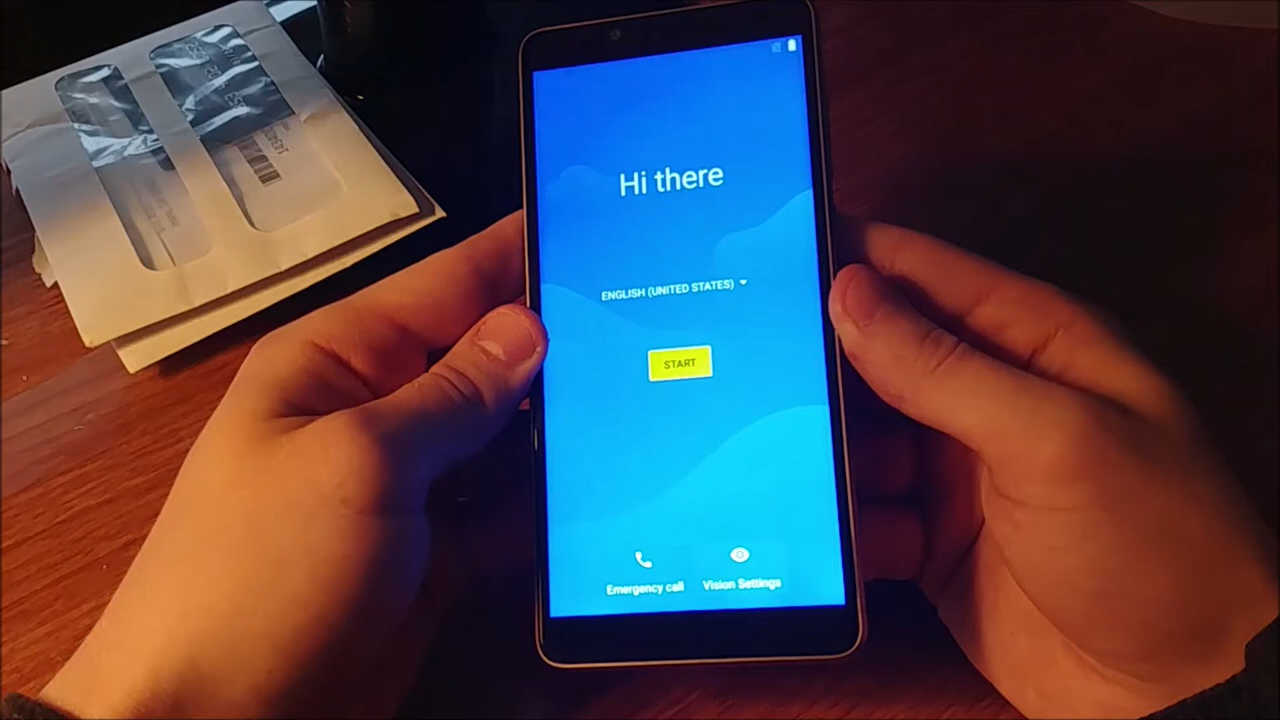 Hi there
ENGLISH (UNITED STATES)
START
Emergency call
Vision Settings